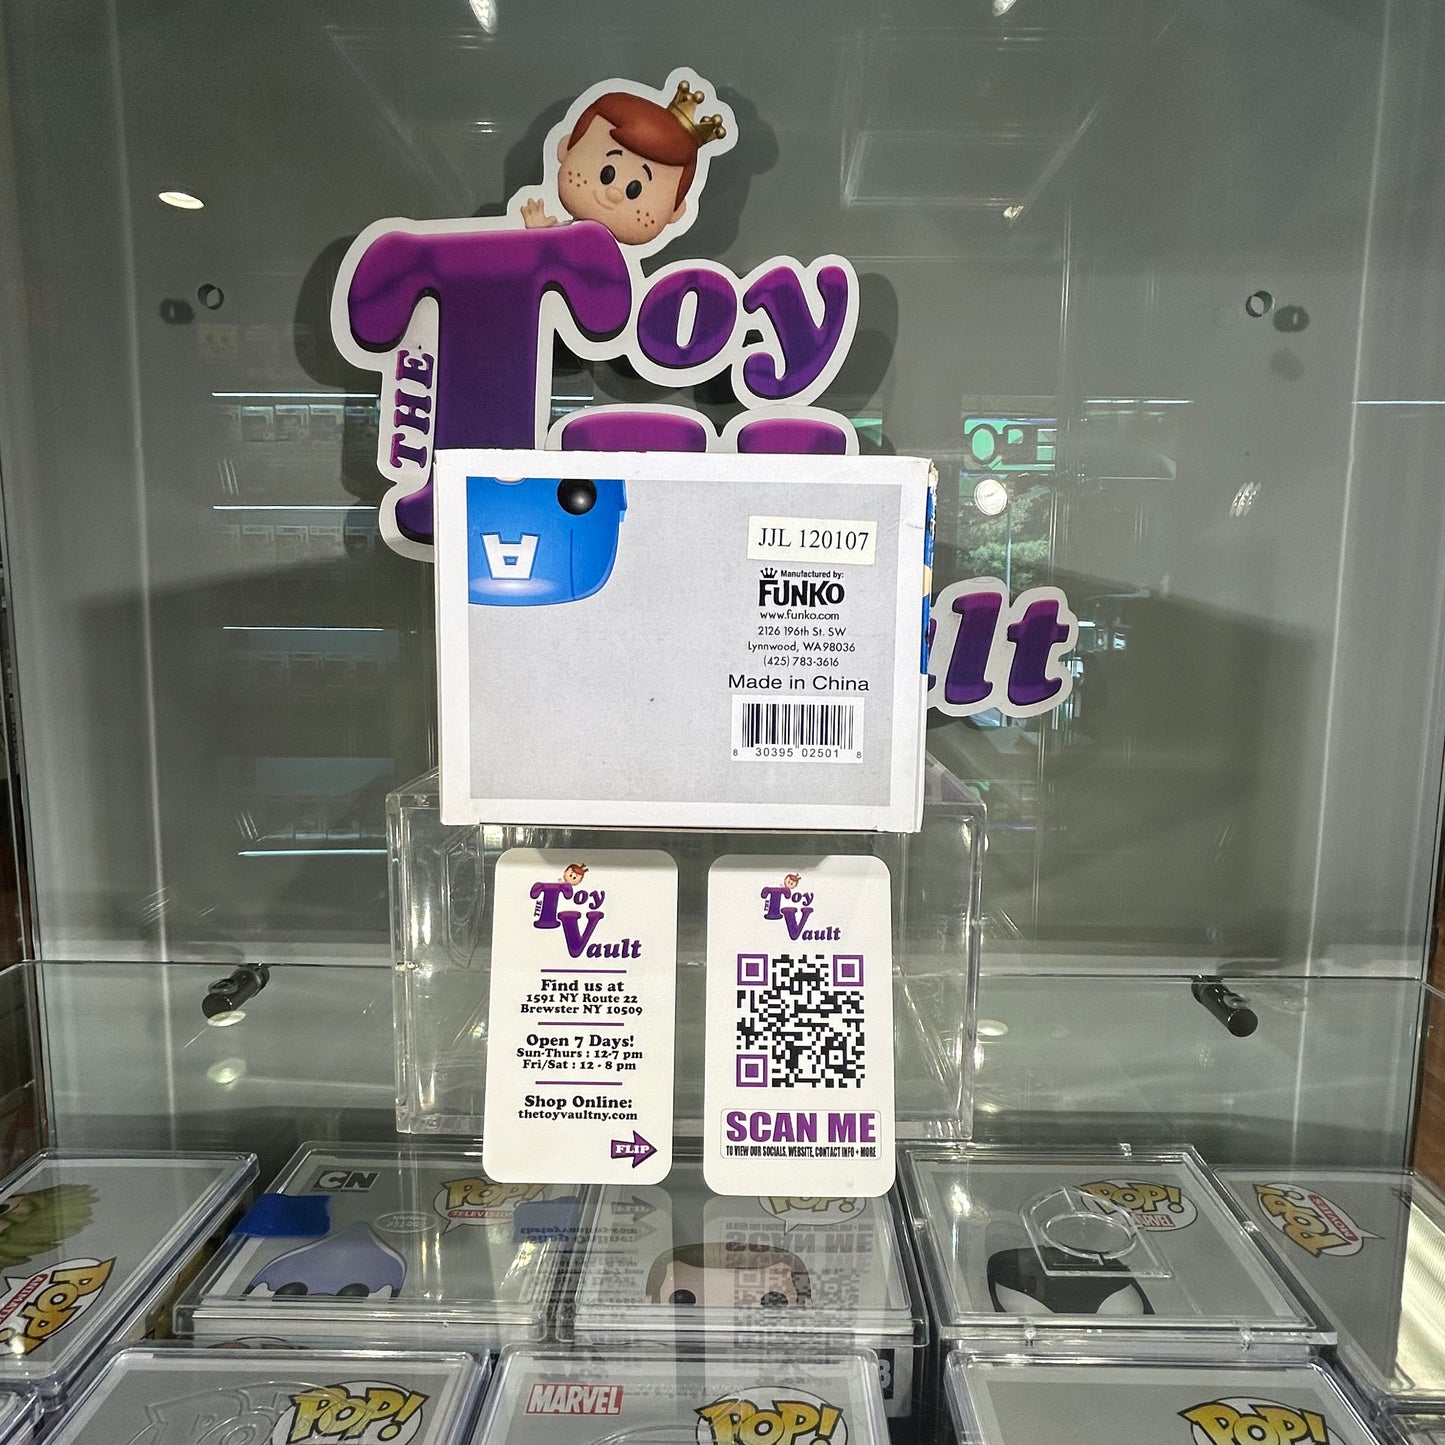 THE Toy
ult
A
JJL 120107
Manufactured by:
FUNKO
www.funko.com
2126 196th St. SW
Lynnwood, WA98036
(425) 783-3616
Made in China
8 30395 02501 8
THE Toy
Vault
Find us at
1591 NY Route 22
Brewster NY 10509
Open 7 Days!
Sun-Thurs : 12-7 pm
Fri/Sat : 12 - 8 pm
Shop Online:
thetoyvaultny.com
FLIP
THE Toy
Vault
SCAN ME
TO VIEW OUR SOCIALS, WEBSITE, CONTACT INFO + MORE
CN
POP!
TELEVISION
POP!
POP!
POP!
POP!
POP!
MARVEL
POP!
POP!